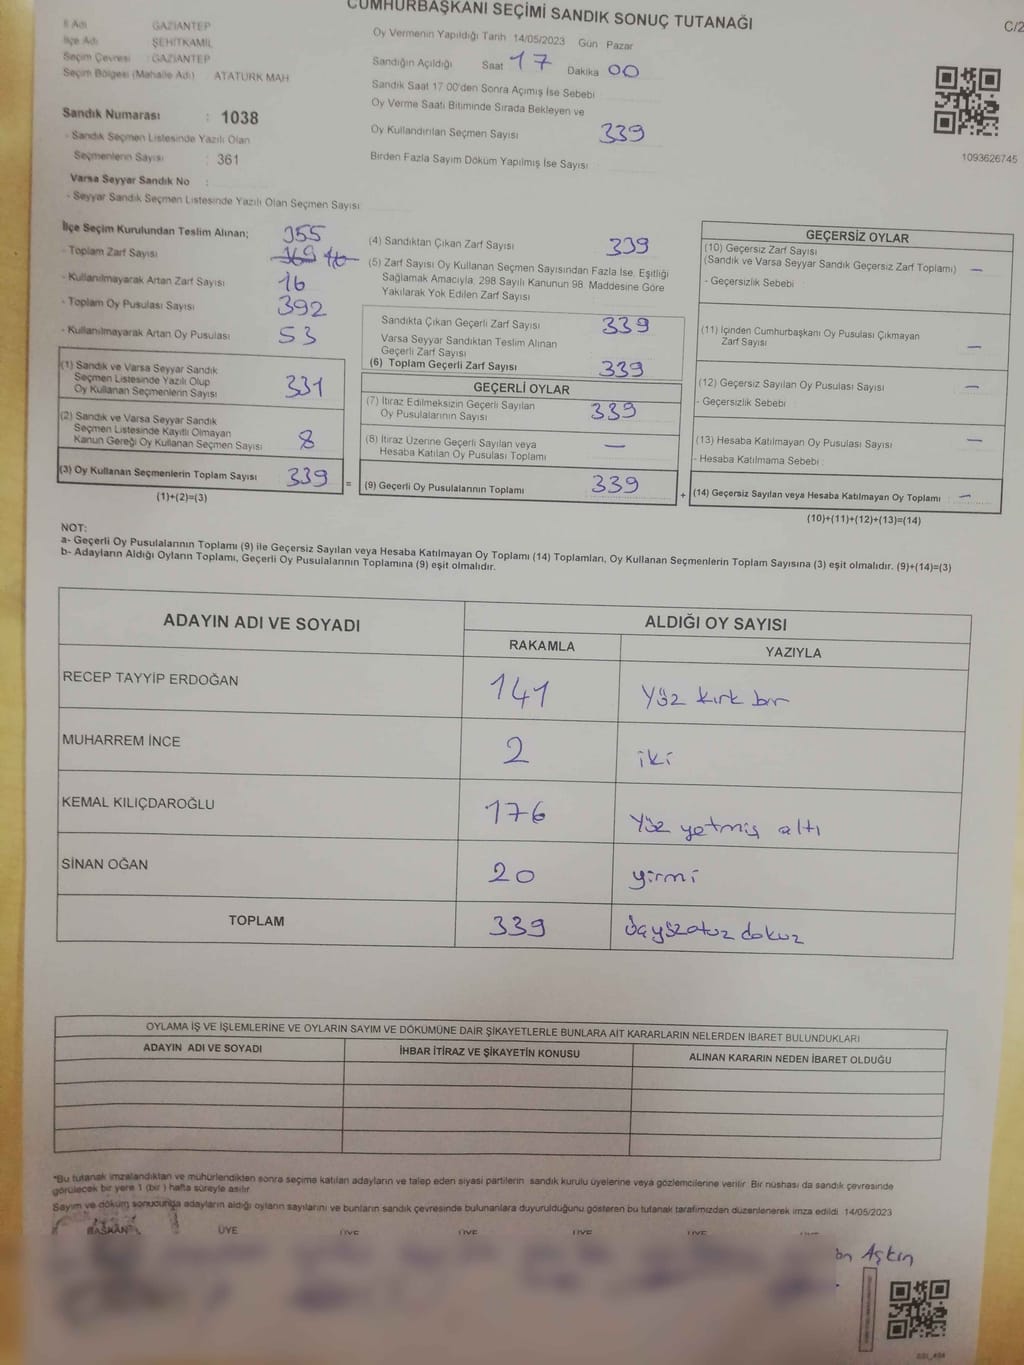 CUMHURBAŞKANI SEÇİMİ SANDIK SONUÇ TUTANAĞI
C/2
İl Adı GAZİANTEP
İlçe Adı ŞEHİTKAMİL
Seçim Çevresi : GAZİANTEP
Seçim Bölgesi (Mahalle Adı) ATATÜRK MAH
Oy Vermenin Yapıldığı Tarih 14/05/2023 Gün Pazar
Sandığın Açıldığı Saat 17 Dakika 00
Sandık Saat 17 00'den Sonra Açımış İse Sebebi
Oy Verme Saati Bitiminde Sırada Bekleyen ve
Oy Kullandırılan Seçmen Sayısı 339
Birden Fazla Sayım Döküm Yapılmış İse Sayısı
1093626745
Sandık Numarası : 1038
- Sandık Seçmen Listesinde Yazılı Olan
Seçmenlerin Sayısı : 361
Varsa Seyyar Sandık No :
- Seyyar Sandık Seçmen Listesinde Yazılı Olan Seçmen Sayısı
İlçe Seçim Kurulundan Teslim Alınan;
- Toplam Zarf Sayısı 355
- Kullanılmayarak Artan Zarf Sayısı 16
- Toplam Oy Pusulası Sayısı 392
- Kullanılmayarak Artan Oy Pusulası 53
(1) Sandık ve Varsa Seyyar Sandık
Seçmen Listesinde Yazılı Olup
Oy Kullanan Seçmenlerin Sayısı 331
(2) Sandık ve Varsa Seyyar Sandık
Seçmen Listesinde Kayıtlı Olmayan
Kanun Gereği Oy Kullanan Seçmen Sayısı 8
(3) Oy Kullanan Seçmenlerin Toplam Sayısı 339 =
(1)+(2)=(3)
(4) Sandıktan Çıkan Zarf Sayısı 339
(5) Zarf Sayısı Oy Kullanan Seçmen Sayısından Fazla İse, Eşitliği
Sağlamak Amacıyla, 298 Sayılı Kanunun 98. Maddesine Göre
Yakılarak Yok Edilen Zarf Sayısı
Sandıkta Çıkan Geçerli Zarf Sayısı 339
Varsa Seyyar Sandıktan Teslim Alınan
Geçerli Zarf Sayısı
(6) Toplam Geçerli Zarf Sayısı 339
GEÇERLİ OYLAR
(7) İtiraz Edilmeksizin Geçerli Sayılan
Oy Pusulalarının Sayısı 339
(8) İtiraz Üzerine Geçerli Sayılan veya
Hesaba Katılan Oy Pusulası Toplamı —
(9) Geçerli Oy Pusulalarının Toplamı 339 +
GEÇERSİZ OYLAR
(10) Geçersiz Zarf Sayısı
(Sandık ve Varsa Seyyar Sandık Geçersiz Zarf Toplamı) —
- Geçersizlik Sebebi
(11) İçinden Cumhurbaşkanı Oy Pusulası Çıkmayan
Zarf Sayısı —
(12) Geçersiz Sayılan Oy Pusulası Sayısı —
- Geçersizlik Sebebi
(13) Hesaba Katılmayan Oy Pusulası Sayısı —
- Hesaba Katılmama Sebebi
(14) Geçersiz Sayılan veya Hesaba Katılmayan Oy Toplamı —
(10)+(11)+(12)+(13)=(14)
NOT:
a- Geçerli Oy Pusulalarının Toplamı (9) ile Geçersiz Sayılan veya Hesaba Katılmayan Oy Toplamı (14) Toplamları, Oy Kullanan Seçmenlerin Toplam Sayısına (3) eşit olmalıdır. (9)+(14)=(3)
b- Adayların Aldığı Oyların Toplamı, Geçerli Oy Pusulalarının Toplamına (9) eşit olmalıdır.
ADAYIN ADI VE SOYADI
ALDIĞI OY SAYISI
RAKAMLA YAZIYLA
RECEP TAYYİP ERDOĞAN 141 Yüz kırk bir
MUHARREM İNCE 2 iki
KEMAL KILIÇDAROĞLU 176 Yüz yetmiş altı
SİNAN OĞAN 20 yirmi
TOPLAM 339
OYLAMA İŞ VE İŞLEMLERİNE VE OYLARIN SAYIM VE DÖKÜMÜNE DAİR ŞİKAYETLERLE BUNLARA AİT KARARLARIN NELERDEN İBARET BULUNDUKLARI
ADAYIN ADI VE SOYADI İHBAR İTİRAZ VE ŞİKAYETİN KONUSU ALINAN KARARIN NEDEN İBARET OLDUĞU
*Bu tutanak imzalandıktan ve mühürlendikten sonra seçime katılan adayların ve talep eden siyasi partilerin sandık kurulu üyelerine veya gözlemcilerine verilir. Bir nüshası da sandık çevresinde
görülecek bir yere 1 (bir ) hafta süreyle asılır.
Sayım ve döküm sonucunda adayların aldığı oyların sayılarını ve bunların sandık çevresinde bulunanlara duyurulduğunu gösteren bu tutanak tarafımızdan düzenlenerek imza edildi 14/05/2023
BAŞKAN ÜYE ÜYE ÜYE ÜYE ÜYE
Aşkın